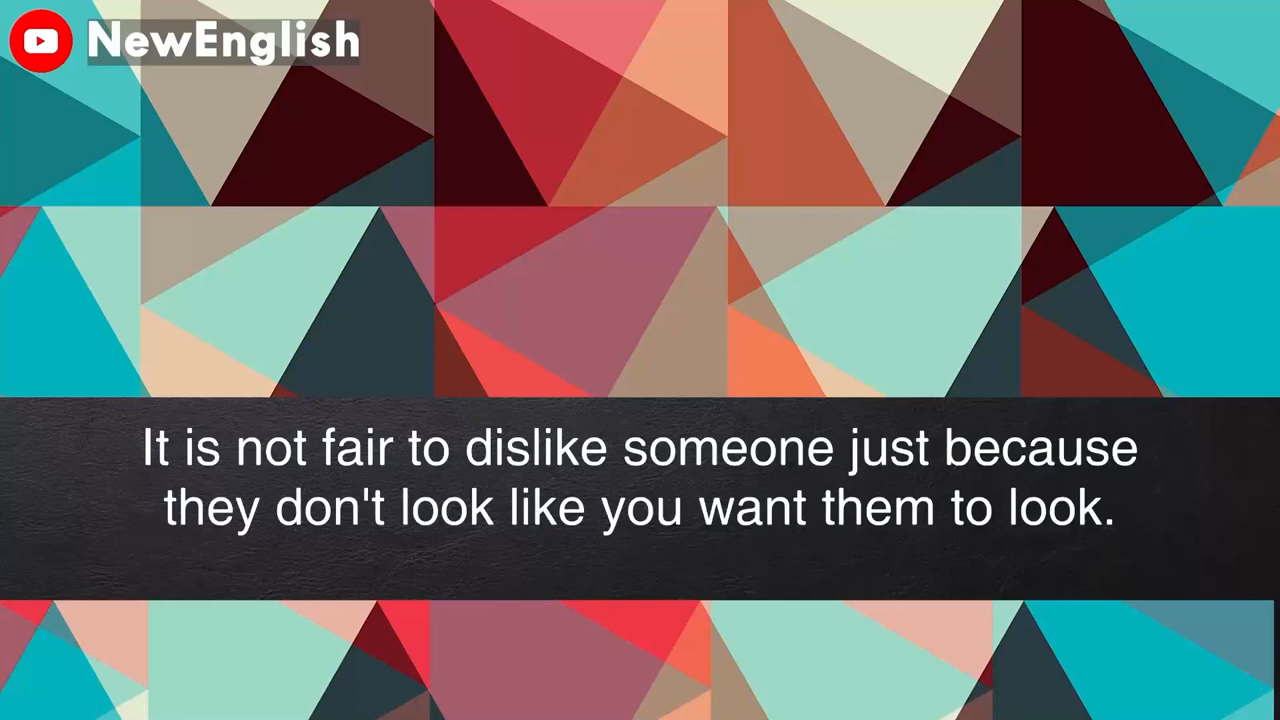 NewEnglish
It is not fair to dislike someone just because
they don't look like you want them to look.